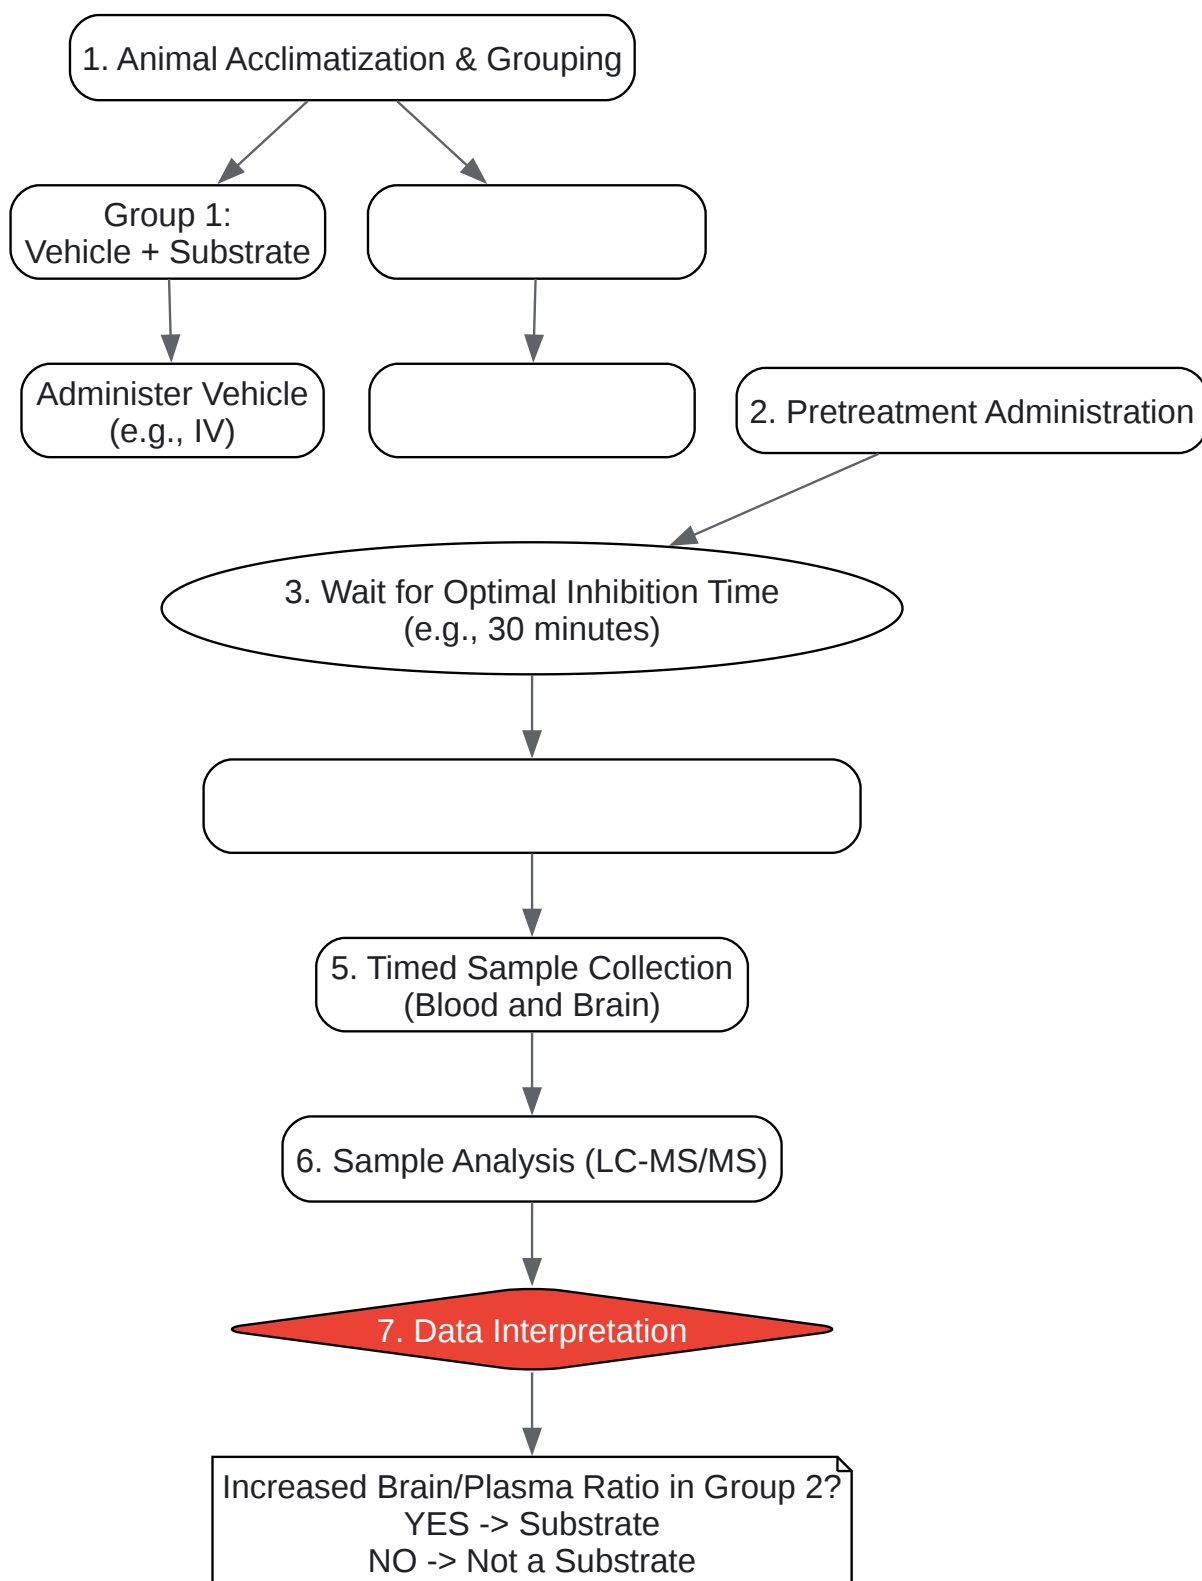 1. Animal Acclimatization & Grouping
Group 1:
Vehicle + Substrate
Administer Vehicle
(e.g., IV)
2. Pretreatment Administration
3. Wait for Optimal Inhibition Time
(e.g., 30 minutes)
5. Timed Sample Collection
(Blood and Brain)
6. Sample Analysis (LC-MS/MS)
7. Data Interpretation
Increased Brain/Plasma Ratio in Group 2?
YES -> Substrate
NO -> Not a Substrate